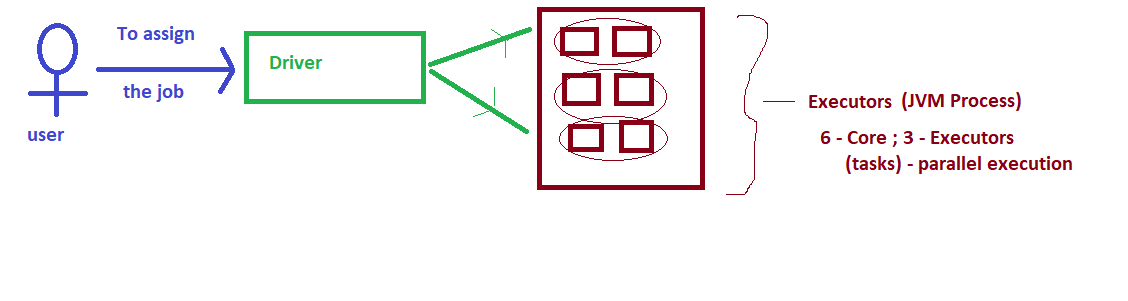 To assign
the job
user
Driver
Executors (JVM Process)
6 - Core ; 3 - Executors
(tasks) - parallel execution